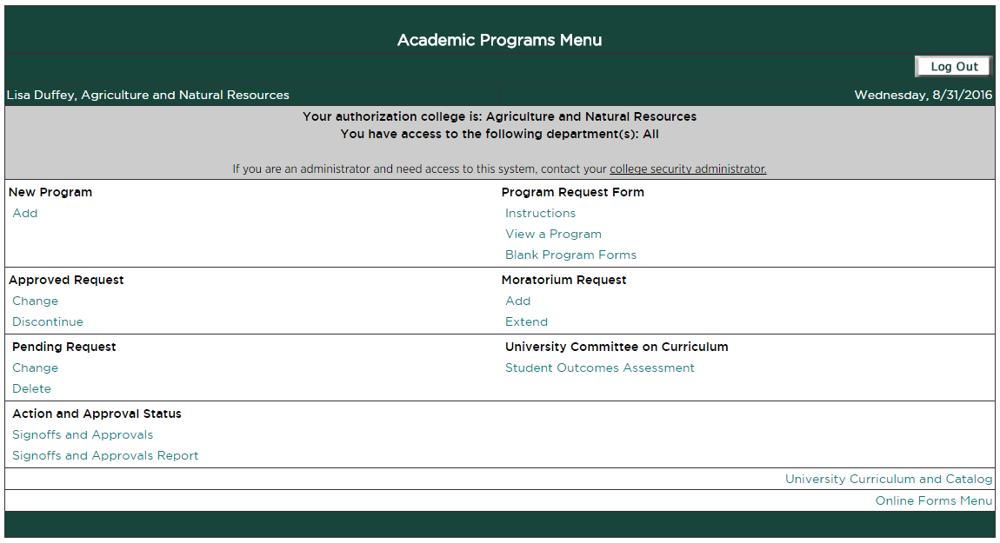 Academic Programs Menu
Log Out
Lisa Duffey, Agriculture and Natural Resources
Wednesday, 8/31/2016
Your authorization college is: Agriculture and Natural Resources
You have access to the following department(s): All
If you are an administrator and need access to this system, contact your college security administrator.
New Program
Add
Program Request Form
Instructions
View a Program
Blank Program Forms
Approved Request
Change
Discontinue
Moratorium Request
Add
Extend
Pending Request
Change
Delete
University Committee on Curriculum
Student Outcomes Assessment
Action and Approval Status
Signoffs and Approvals
Signoffs and Approvals Report
University Curriculum and Catalog
Online Forms Menu